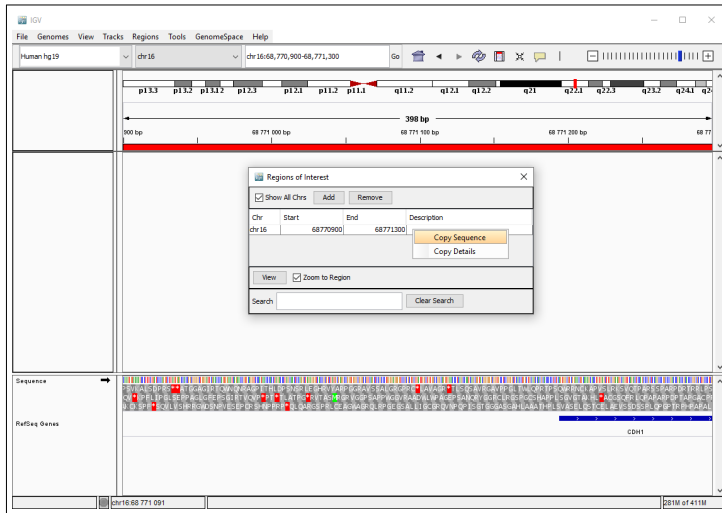 IGV
File Genomes View Tracks Regions Tools GenomeSpace Help
Human hg19 chr16 chr16:68,770,900-68,771,300 Go
p13.3 p13.2 p13.12 p12.3 p12.1 p11.2 p11.1 q11.2 q12.1 q12.2 q21 q22.1 q22.3 q23.2 q24.1
398 bp
900 bp 68 771 000 bp 68 771 100 bp 68 771 200 bp 68 77
Regions of Interest
Show All Chrs Add Remove
Chr Start End Description
chr16 68770900 68771300
Copy Sequence
Copy Details
View Zoom to Region
Search Clear Search
Sequence
RefSeq Genes
CDH1
chr16:68 771 091 281M of 411M